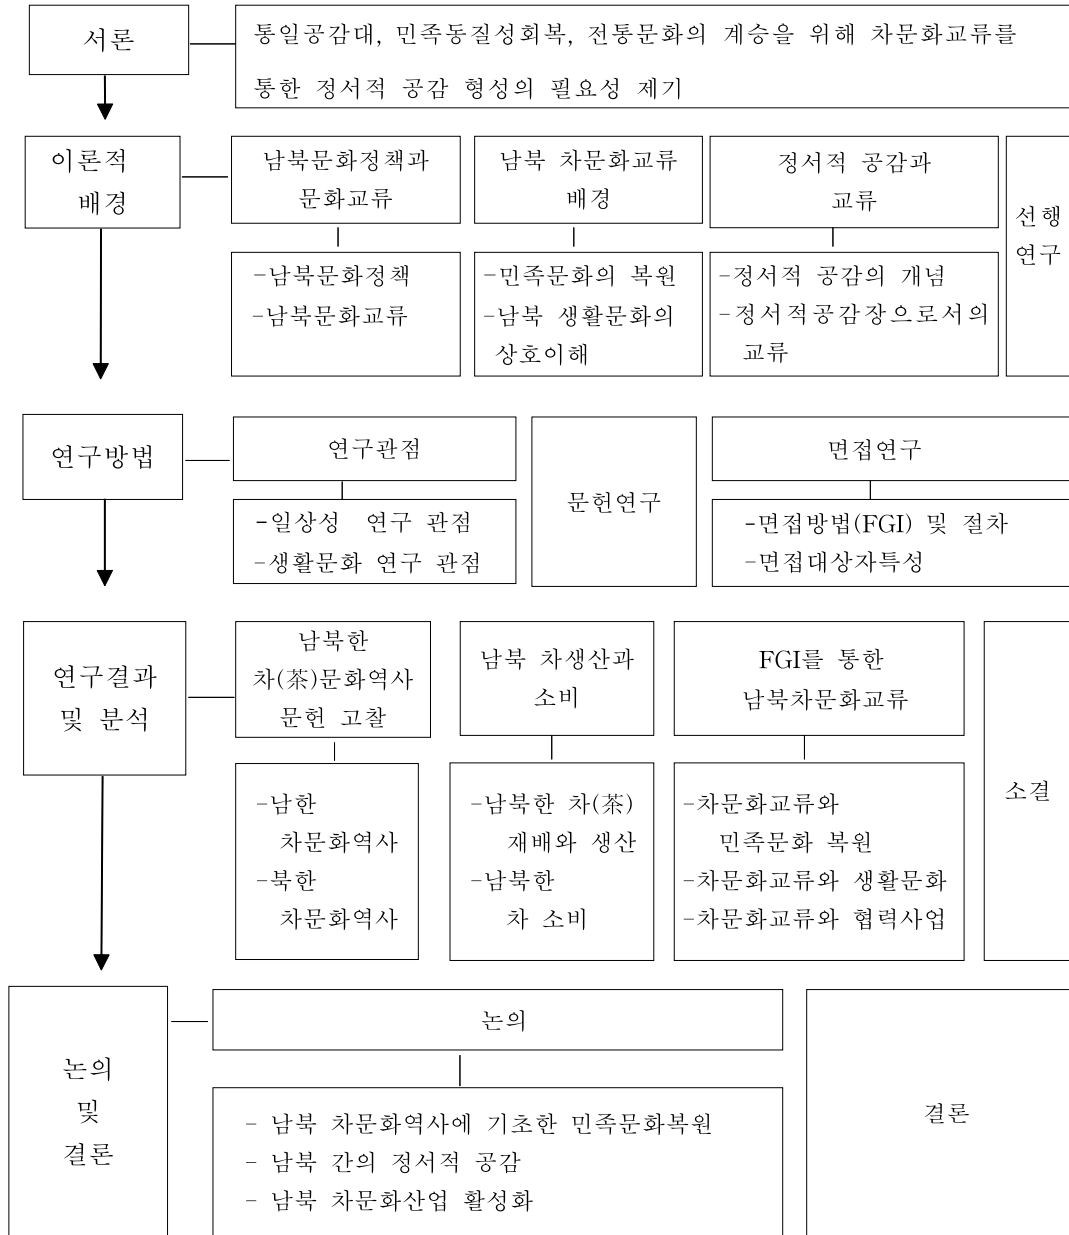 서론
통일공감대, 민족동질성회복, 전통문화의 계승을 위해 차문화교류를
통한 정서적 공감 형성의 필요성 제기
이론적
배경
남북문화정책과
문화교류
남북 차문화교류
배경
정서적 공감과
교류
선행
연구
-남북문화정책
-남북문화교류
-민족문화의 복원
-남북 생활문화의
상호이해
-정서적 공감의 개념
-정서적공감장으로서의
교류
연구방법
연구관점
문헌연구
면접연구
-일상성 연구 관점
-생활문화 연구 관점
-면접방법(FGI) 및 절차
-면접대상자특성
연구결과
및 분석
남북한
차(茶)문화역사
문헌 고찰
남북 차생산과
소비
FGI를 통한
남북차문화교류
소결
-남한
차문화역사
-북한
차문화역사
-남북한 차(茶)
재배와 생산
-남북한
차 소비
-차문화교류와
민족문화 복원
-차문화교류와 생활문화
-차문화교류와 협력사업
논의
및
결론
논의
- 남북 차문화역사에 기초한 민족문화복원
- 남북 간의 정서적 공감
- 남북 차문화산업 활성화
결론